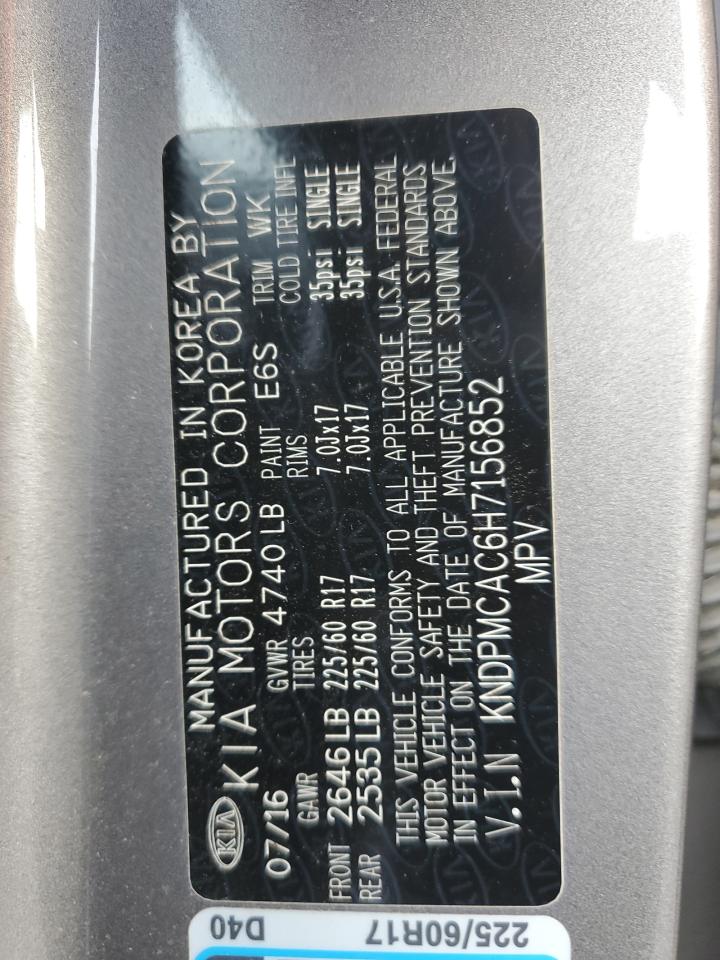 MANUFACTURED IN KOREA BY
KIA KIA MOTORS CORPORATION
07/16 GVWR 4740LB PAINT E6S TRIM WK
GAWR TIRES RIMS COLD TIRE INFL
FRONT 2646LB 225/60 R17 7.0Jx17 35psi SINGLE
REAR 2535LB 225/60 R17 7.0Jx17 35psi SINGLE
THIS VEHICLE CONFORMS TO ALL APPLICABLE U.S.A. FEDERAL
MOTOR VEHICLE SAFETY AND THEFT PREVENTION STANDARDS
IN EFFECT ON THE DATE OF MANUFACTURE SHOWN ABOVE.
V.I.N KNDPMCAC6H7156852
MPV
225/60R17 D40